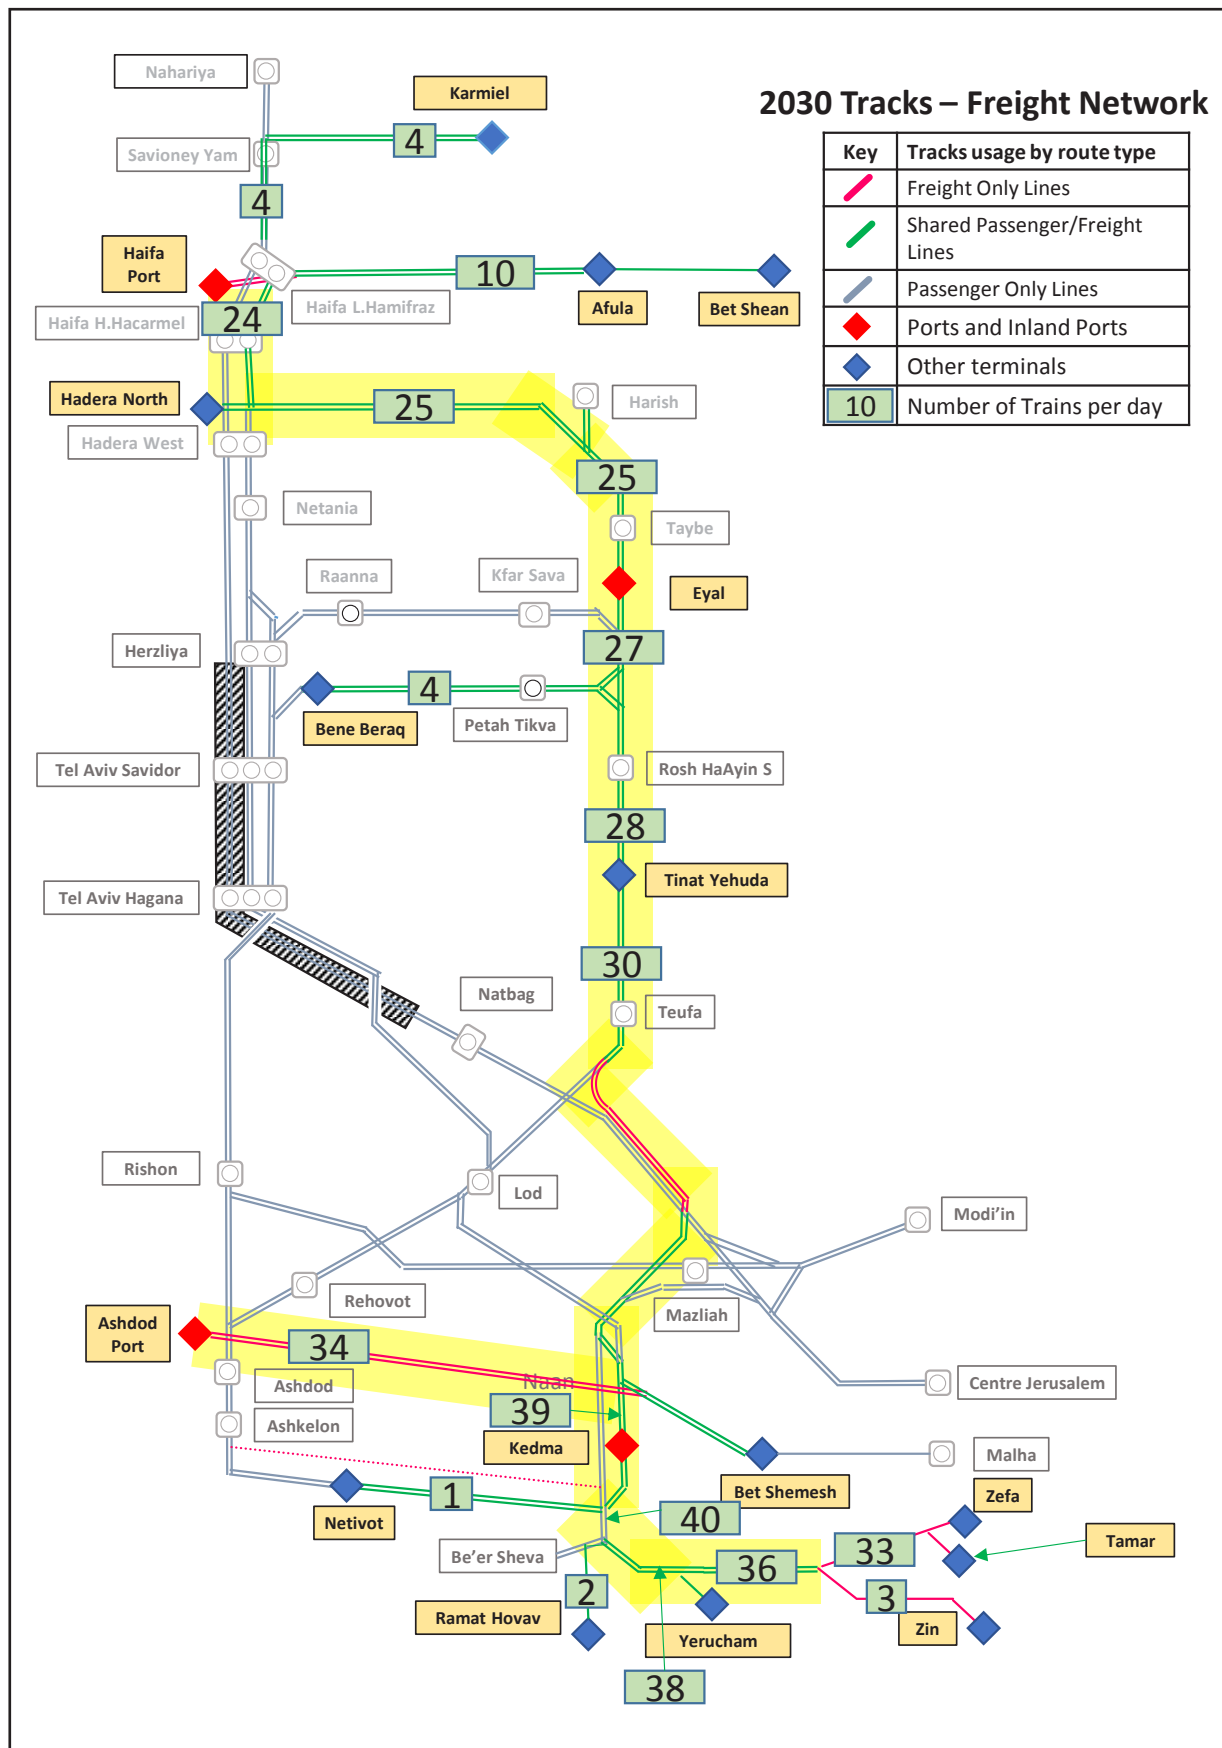 Nahariya
Karmiel
2030 Tracks – Freight Network
Key
Tracks usage by route type
Freight Only Lines
Shared Passenger/Freight
Lines
Passenger Only Lines
Ports and Inland Ports
Other terminals
10
Number of Trains per day
4
Savioney Yam
4
Haifa
Port
10
Haifa L.Hamifraz
Afula
Bet Shean
24
Haifa H.Hacarmel
Hadera North
25
Harish
Hadera West
25
Netania
Taybe
Raanna
Kfar Sava
Eyal
Herzliya
27
4
Bene Beraq
Petah Tikva
Tel Aviv Savidor
Rosh HaAyin S
28
Tel Aviv Hagana
Tinat Yehuda
30
Natbag
Teufa
Rishon
Lod
Modi’in
Rehovot
Mazliah
Ashdod
Port
34
Ashdod
Naan
Centre Jerusalem
39
Ashkelon
Kedma
Malha
Bet Shemesh
Zefa
1
Netivot
40
33
Tamar
Be’er Sheva
36
2
3
Ramat Hovav
Yerucham
Zin
38